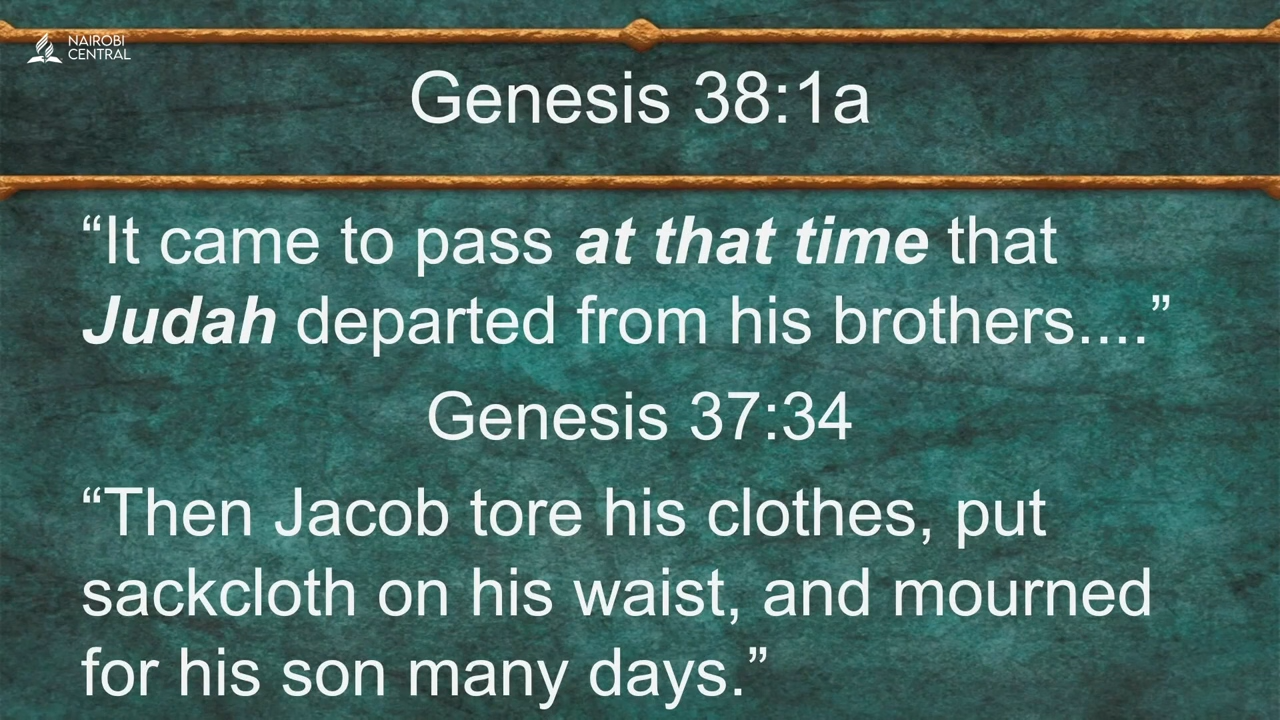 NAIROBI
CENTRAL
Genesis 38:1a
“It came to pass at that time that
Judah departed from his brothers....”
Genesis 37:34
“Then Jacob tore his clothes, put
sackcloth on his waist, and mourned
for his son many days.”